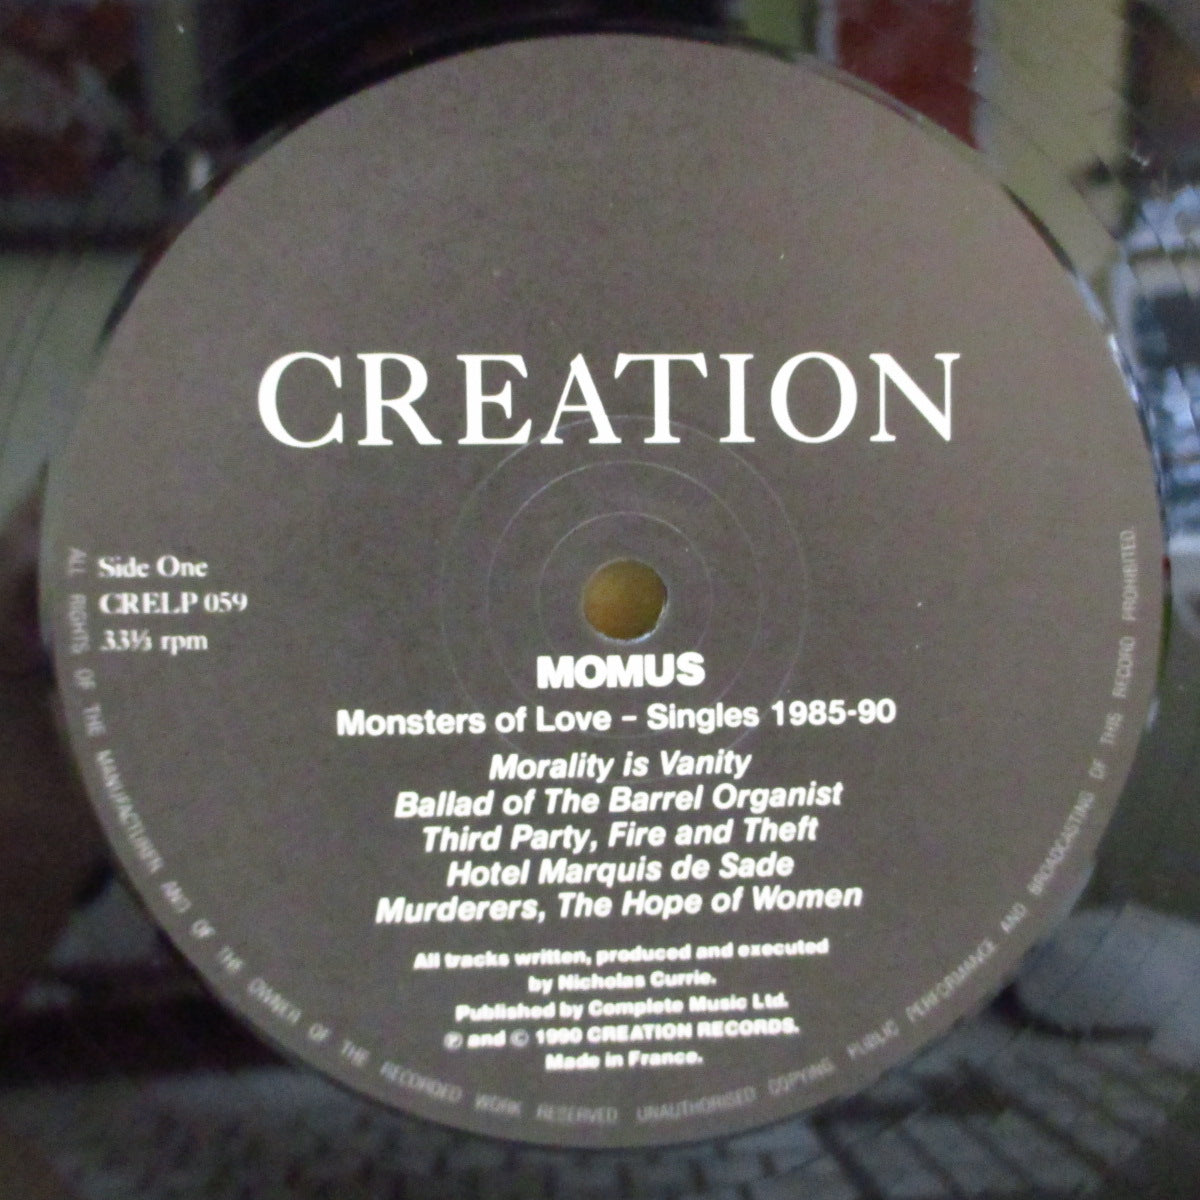 CREATION
Side One
CRELP 059
33⅓ rpm
MOMUS
Monsters of Love – Singles 1985-90
Morality is Vanity
Ballad of The Barrel Organist
Third Party, Fire and Theft
Hotel Marquis de Sade
Murderers, The Hope of Women
All tracks written, produced and executed
by Nicholas Currie.
Published by Complete Music Ltd.
℗ and © 1990 CREATION RECORDS.
Made in France.
ALL RIGHTS OF THE MANUFACTURER AND OF THE OWNER OF THE RECORDED WORK RESERVED UNAUTHORISED COPYING PUBLIC PERFORMANCE AND BROADCASTING OF THIS RECORD PROHIBITED